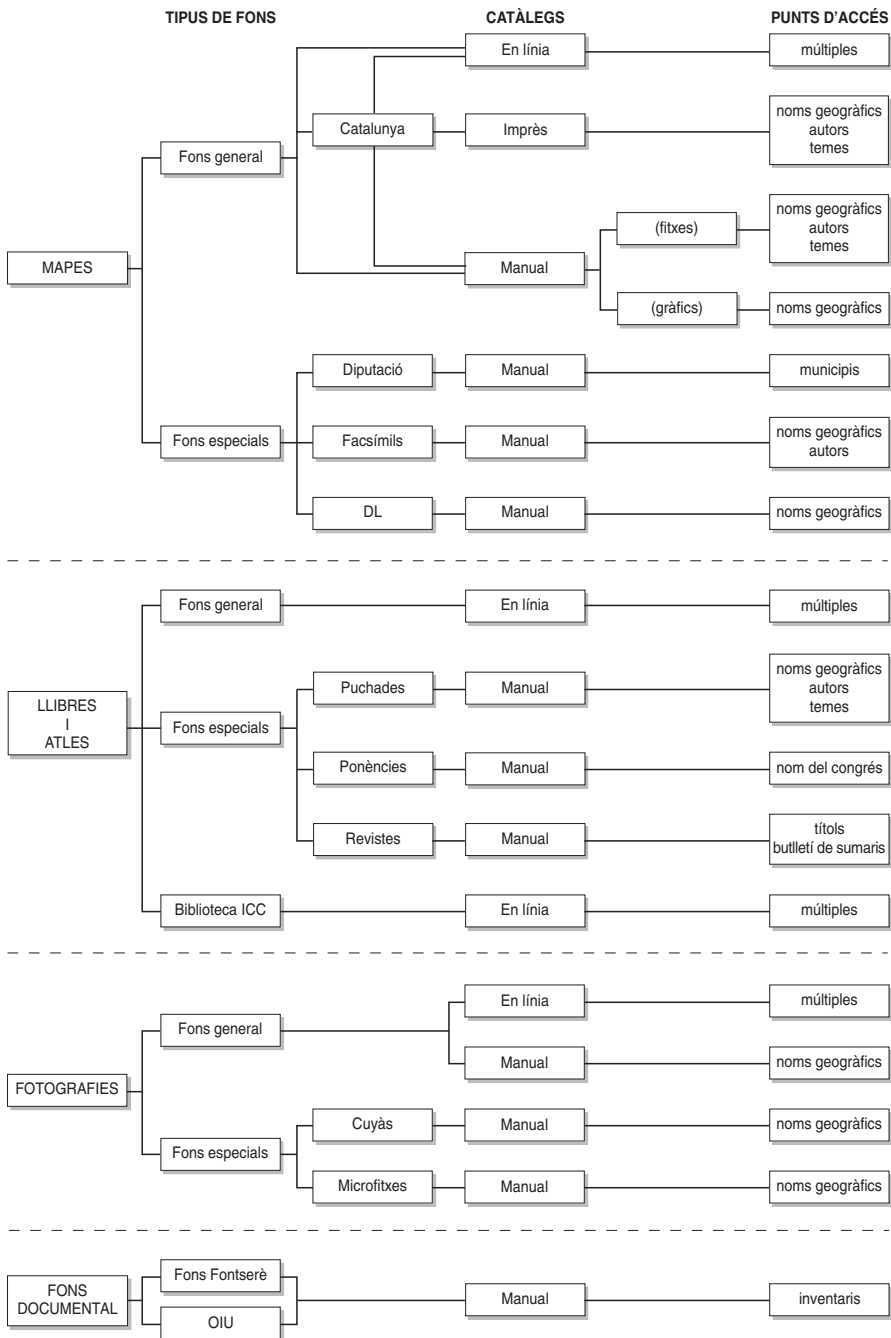 TIPUS DE FONS
CATÀLEGS
PUNTS D'ACCÉS
En línia
múltiples
Catalunya
Imprès
noms geogràfics
autors
temes
Fons general
(fitxes)
noms geogràfics
autors
temes
MAPES
Manual
(gràfics)
noms geogràfics
Diputació
Manual
municipis
Fons especials
Facsímils
Manual
noms geogràfics
autors
DL
Manual
noms geogràfics
Fons general
En línia
múltiples
LLIBRES
I
ATLES
Fons especials
Puchades
Manual
noms geogràfics
autors
temes
Ponències
Manual
nom del congrés
Revistes
Manual
títols
butlletí de sumaris
Biblioteca ICC
En línia
múltiples
FOTOGRAFIES
Fons general
En línia
múltiples
Manual
noms geogràfics
Fons especials
Cuyàs
Manual
noms geogràfics
Microfitxes
Manual
noms geogràfics
FONS
DOCUMENTAL
Fons Fontserè
OIU
Manual
inventaris